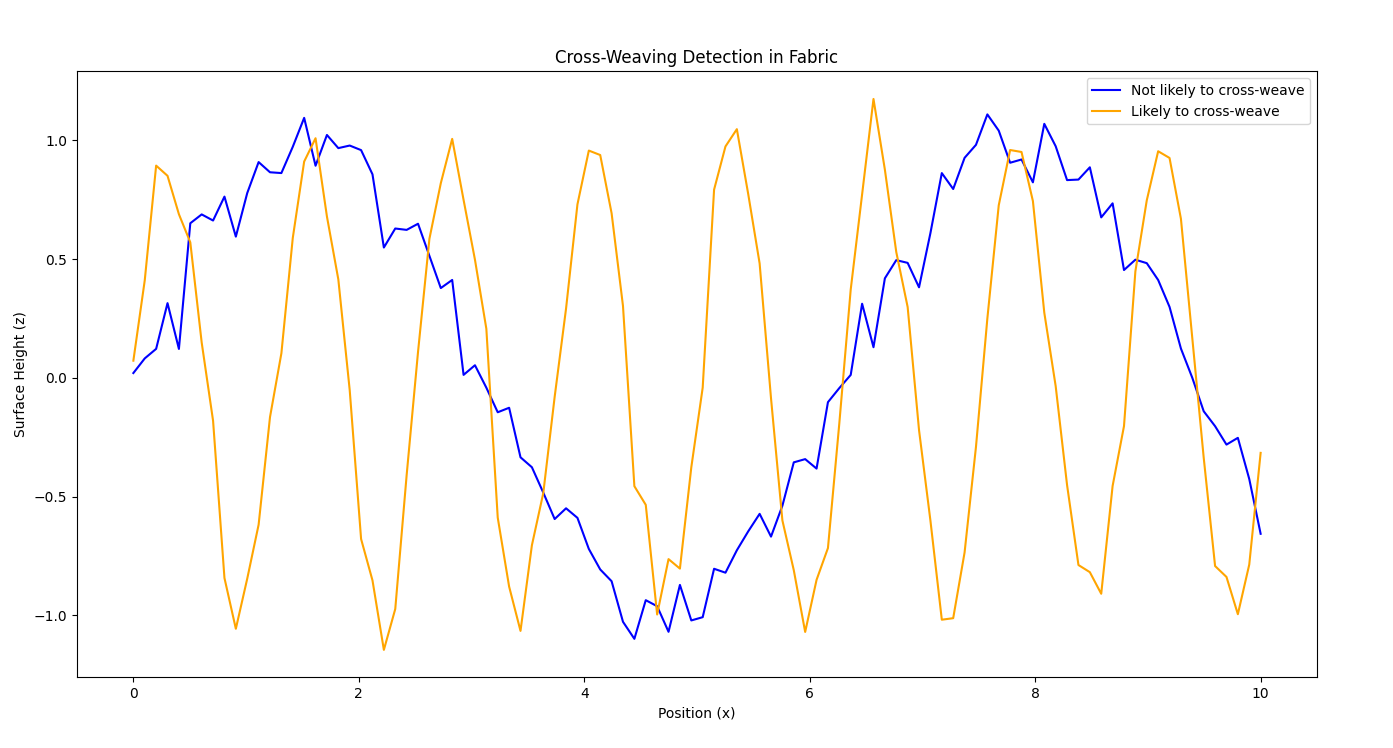 Cross-Weaving Detection in Fabric
Not likely to cross-weave
Likely to cross-weave
Surface Height (z)
1.0
0.5
0.0
−0.5
−1.0
0 2 4 6 8 10
Position (x)